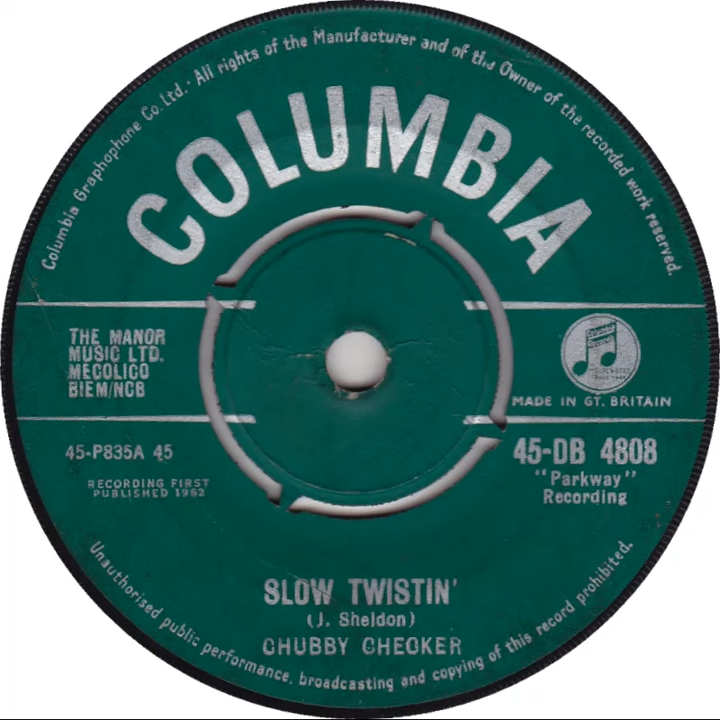 Columbia Graphophone Co. Ltd. · All rights of the Manufacturer and of the Owner of the recorded work reserved.
COLUMBIA
THE MANOR
MUSIC LTD.
MECOLICO
BIEM/NCB
Columbia
Records
MADE IN GT. BRITAIN
45-P835A 45
RECORDING FIRST
PUBLISHED 1962
45-DB 4808
"Parkway"
Recording
SLOW TWISTIN'
(J. Sheldon)
CHUBBY CHECKER
Unauthorised public performance, broadcasting and copying of this record prohibited.